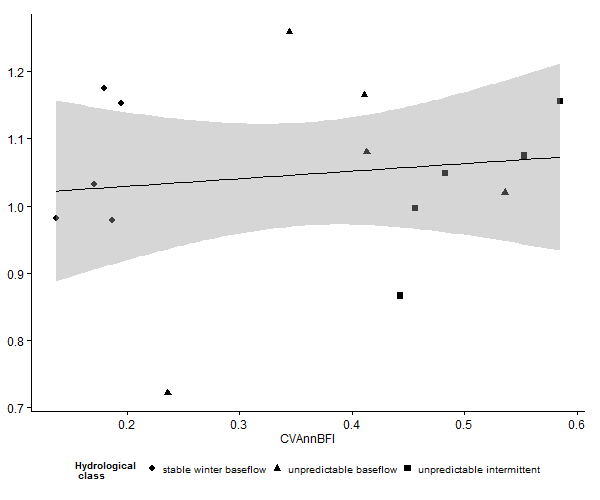 1.2
1.1
1.0
0.9
0.8
0.7
0.2 0.3 0.4 0.5 0.6
CVAnnBFI
Hydrological
class
stable winter baseflow unpredictable baseflow unpredictable intermittent